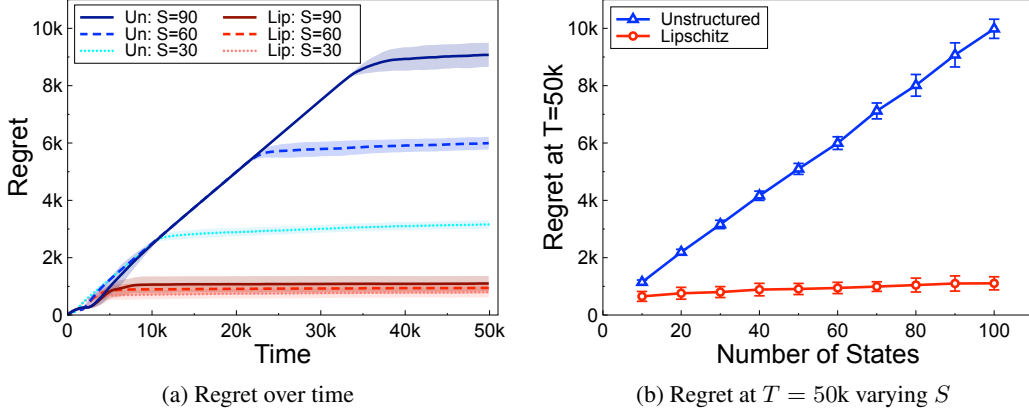 Un: S=90 Lip: S=90
Un: S=60 Lip: S=60
Un: S=30 Lip: S=30
10k
8k
6k
4k
2k
0
Regret
0 10k 20k 30k 40k 50k
Time
(a) Regret over time
Unstructured
Lipschitz
10k
8k
6k
4k
2k
0
Regret at T=50k
20 40 60 80 100
Number of States
(b) Regret at T = 50k varying S